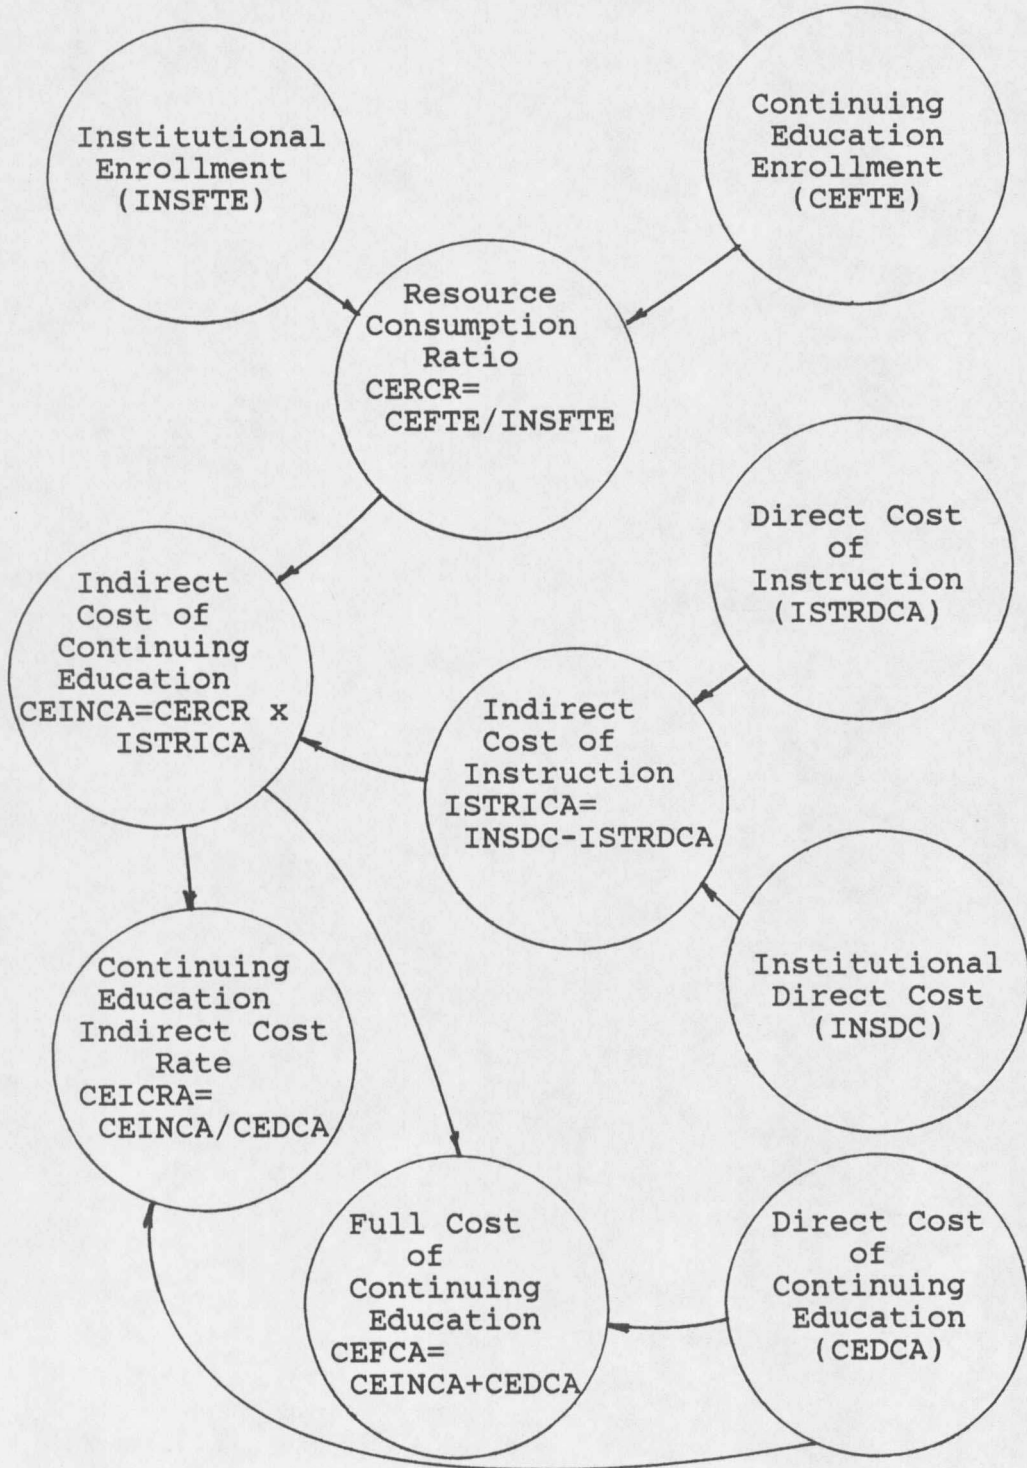 Institutional
Enrollment
(INSFTE)
Continuing
Education
Enrollment
(CEFTE)
Resource
Consumption
Ratio
CERCR=
CEFTE/INSFTE
Direct Cost
of
Instruction
(ISTRDCA)
Indirect
Cost of
Continuing
Education
CEINCA=CERCR x
ISTRICA
Indirect
Cost of
Instruction
ISTRICA=
INSDC-ISTRDCA
Institutional
Direct Cost
(INSDC)
Continuing
Education
Indirect Cost
Rate
CEICRA=
CEINCA/CEDCA
Full Cost
of
Continuing
Education
CEFCA=
CEINCA+CEDCA
Direct Cost
of
Continuing
Education
(CEDCA)